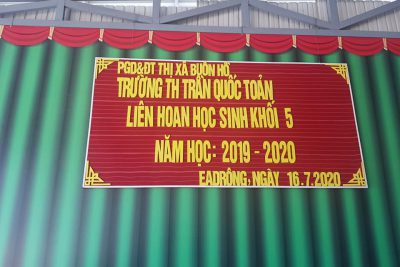 PGD&ĐT THỊ XÃ BUÔN HỒ
TRƯỜNG TH TRẦN QUỐC TOẢN
LIÊN HOAN HỌC SINH KHỐI 5
NĂM HỌC: 2019 - 2020
EADRÔNG, NGÀY 16.7.2020